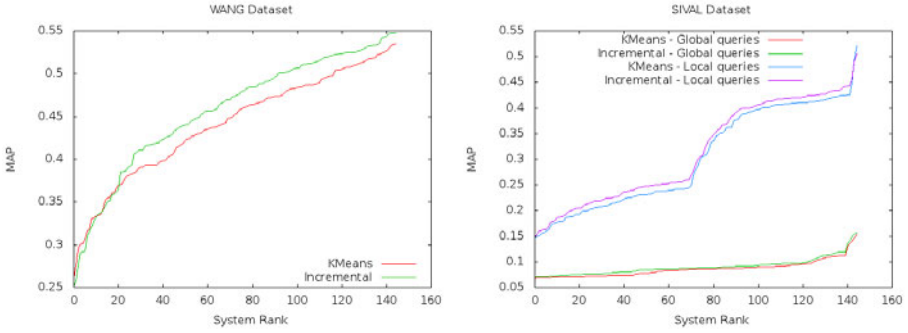 WANG Dataset
0.55
0.5
0.45
0.4
0.35
0.3
0.25
MAP
KMeans
Incremental
0 20 40 60 80 100 120 140 160
System Rank
SIVAL Dataset
KMeans - Global queries
Incremental - Global queries
KMeans - Local queries
Incremental - Local queries
0.55
0.5
0.45
0.4
0.35
0.3
0.25
0.2
0.15
0.1
0.05
MAP
0 20 40 60 80 100 120 140 160
System Rank